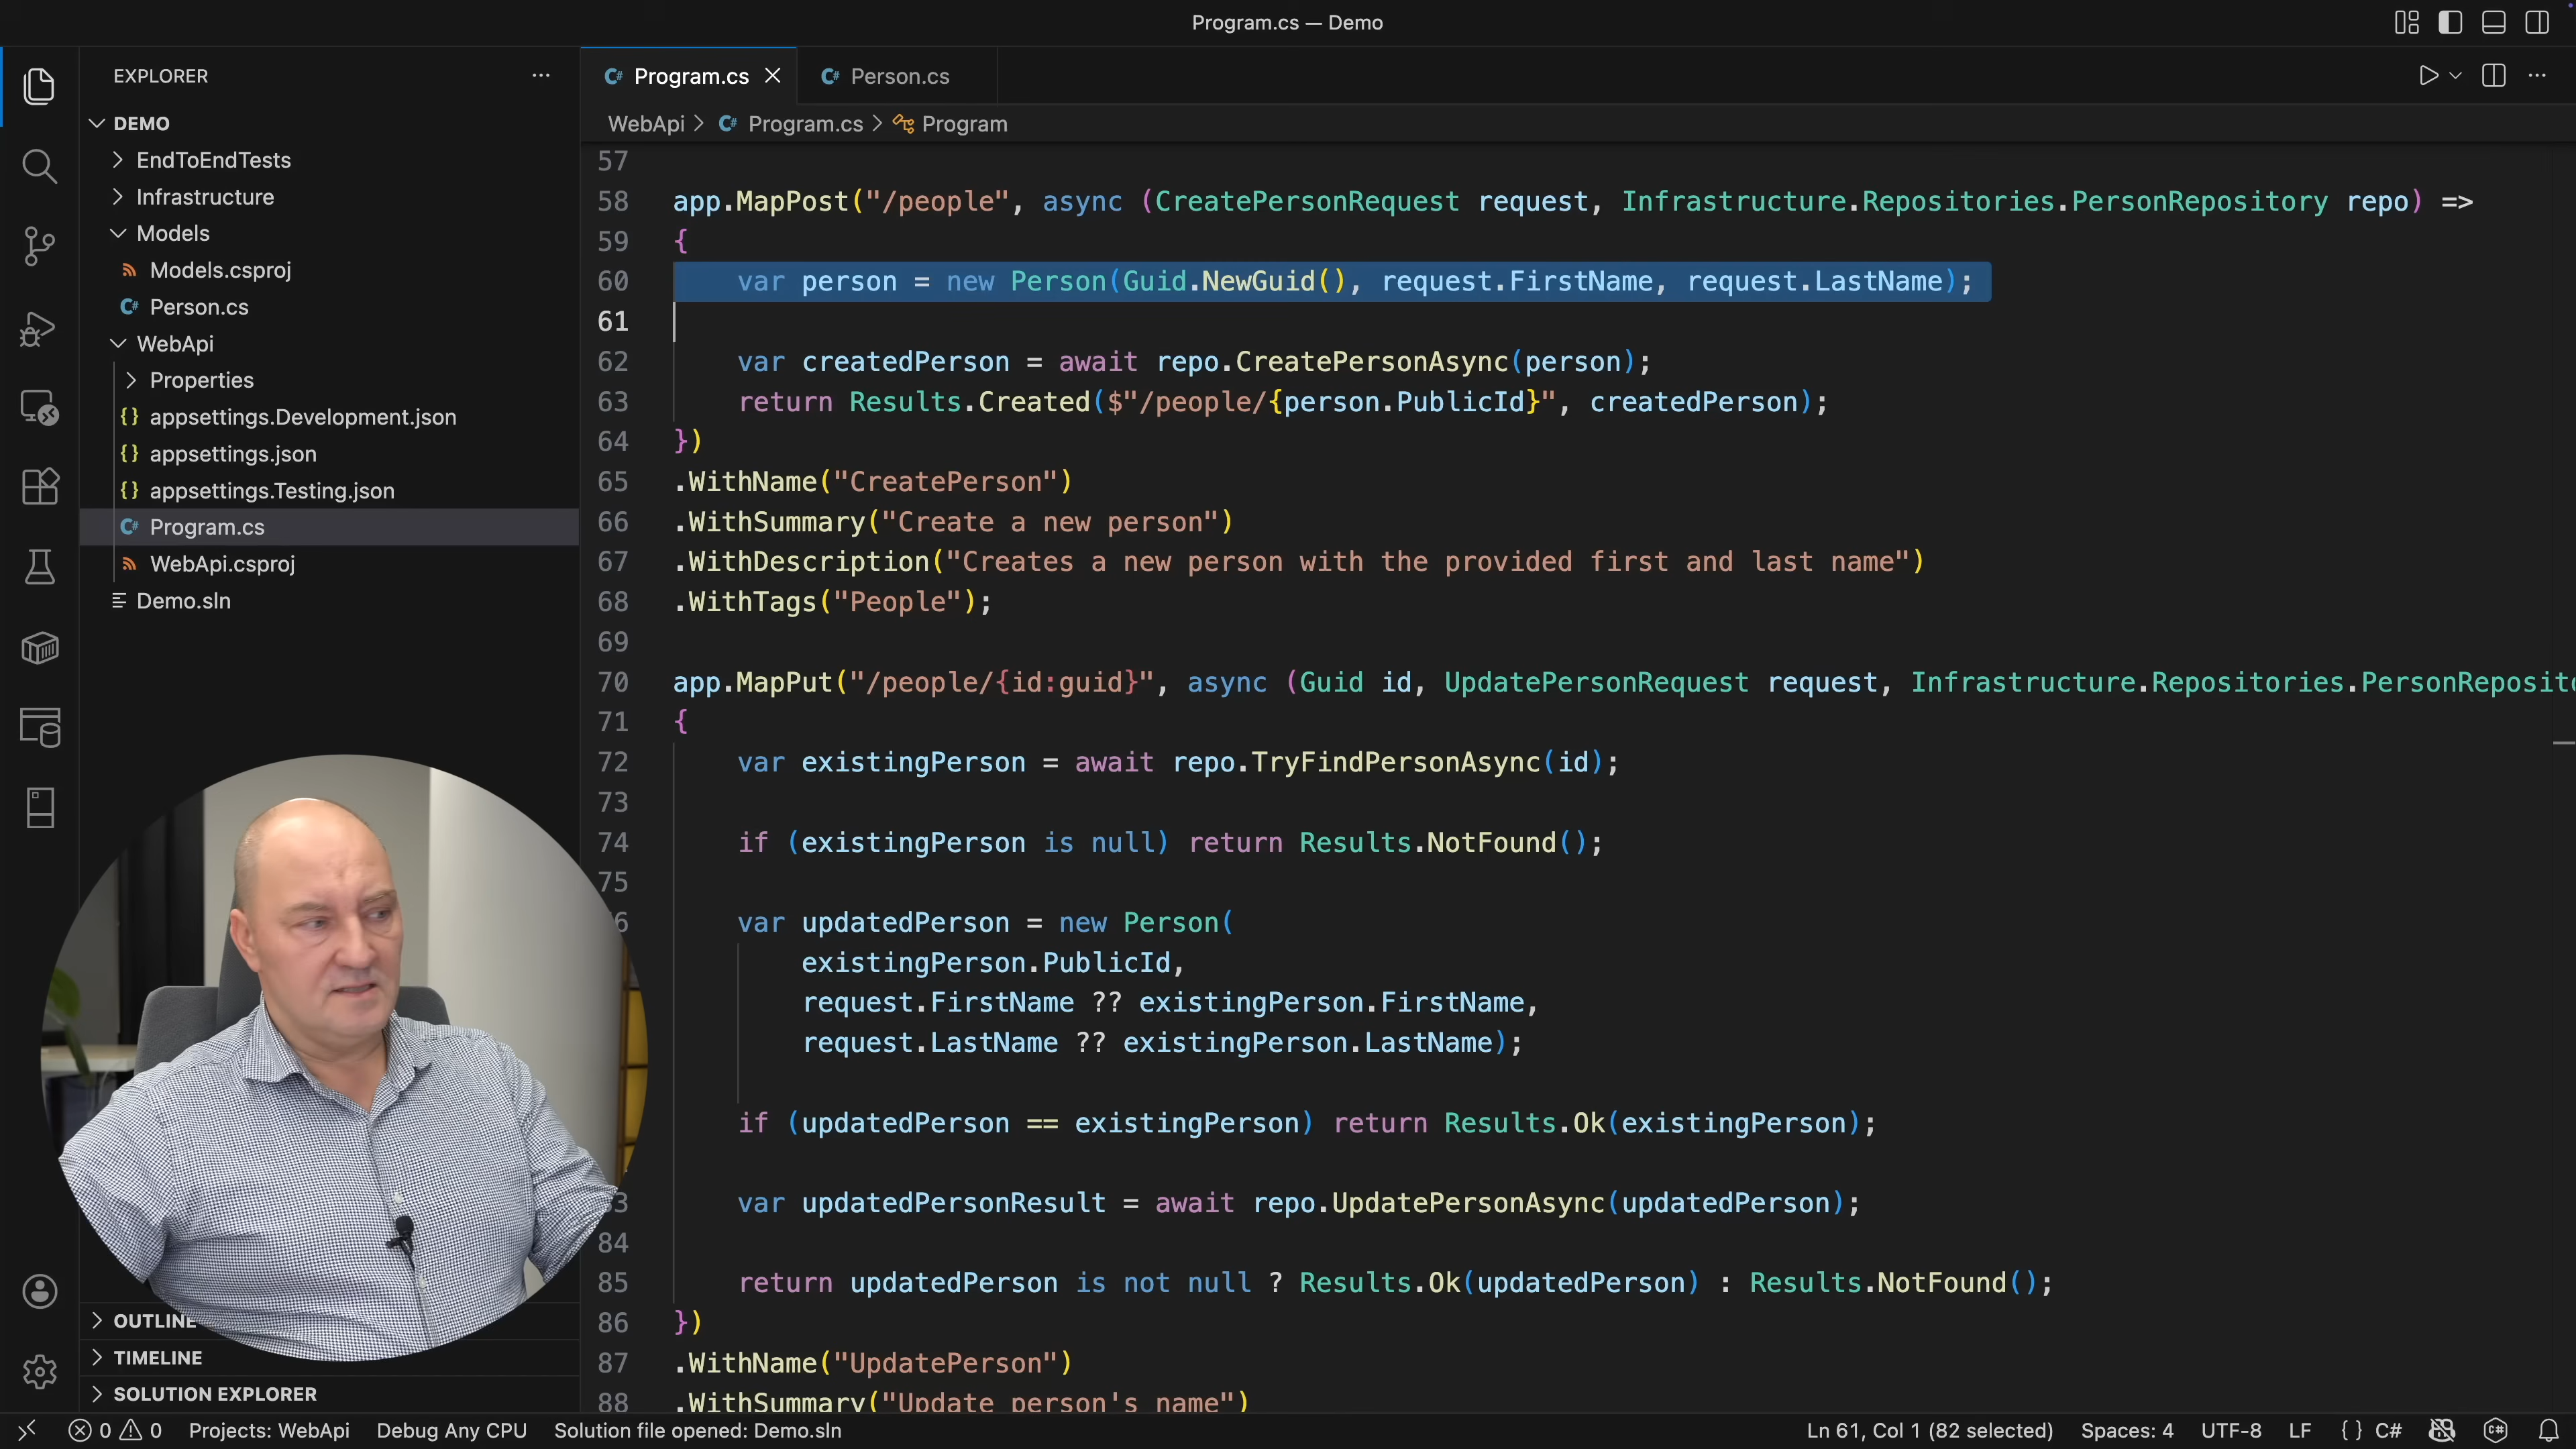 Program.cs — Demo
EXPLORER
DEMO
EndToEndTests
Infrastructure
Models
Models.csproj
Person.cs
WebApi
Properties
appsettings.Development.json
appsettings.json
appsettings.Testing.json
Program.cs
WebApi.csproj
Demo.sln
OUTLINE
TIMELINE
SOLUTION EXPLORER
Program.cs
Person.cs
WebApi > Program.cs > Program
57
58 app.MapPost("/people", async (CreatePersonRequest request, Infrastructure.Repositories.PersonRepository repo) =>
59 {
60 var person = new Person(Guid.NewGuid(), request.FirstName, request.LastName);
61
62 var createdPerson = await repo.CreatePersonAsync(person);
63 return Results.Created($"/people/{person.PublicId}", createdPerson);
64 })
65 .WithName("CreatePerson")
66 .WithSummary("Create a new person")
67 .WithDescription("Creates a new person with the provided first and last name")
68 .WithTags("People");
69
70 app.MapPut("/people/{id:guid}", async (Guid id, UpdatePersonRequest request, Infrastructure.Repositories.PersonReposit
71 {
72 var existingPerson = await repo.TryFindPersonAsync(id);
73
74 if (existingPerson is null) return Results.NotFound();
75
6 var updatedPerson = new Person(
existingPerson.PublicId,
request.FirstName ?? existingPerson.FirstName,
request.LastName ?? existingPerson.LastName);
if (updatedPerson == existingPerson) return Results.Ok(existingPerson);
3 var updatedPersonResult = await repo.UpdatePersonAsync(updatedPerson);
84
85 return updatedPerson is not null ? Results.Ok(updatedPerson) : Results.NotFound();
86 })
87 .WithName("UpdatePerson")
88 .WithSummary("Update person's name")
0 0 Projects: WebApi Debug Any CPU Solution file opened: Demo.sln Ln 61, Col 1 (82 selected) Spaces: 4 UTF-8 LF { } C#